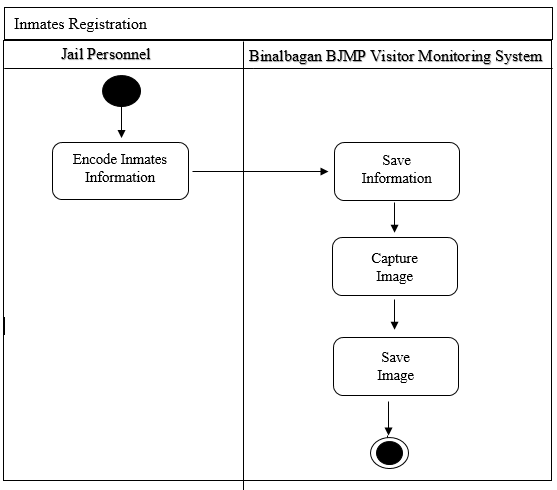 Inmates Registration
Jail Personnel
Binalbagan BJMP Visitor Monitoring System
Encode Inmates
Information
Save
Information
Capture
Image
Save
Image